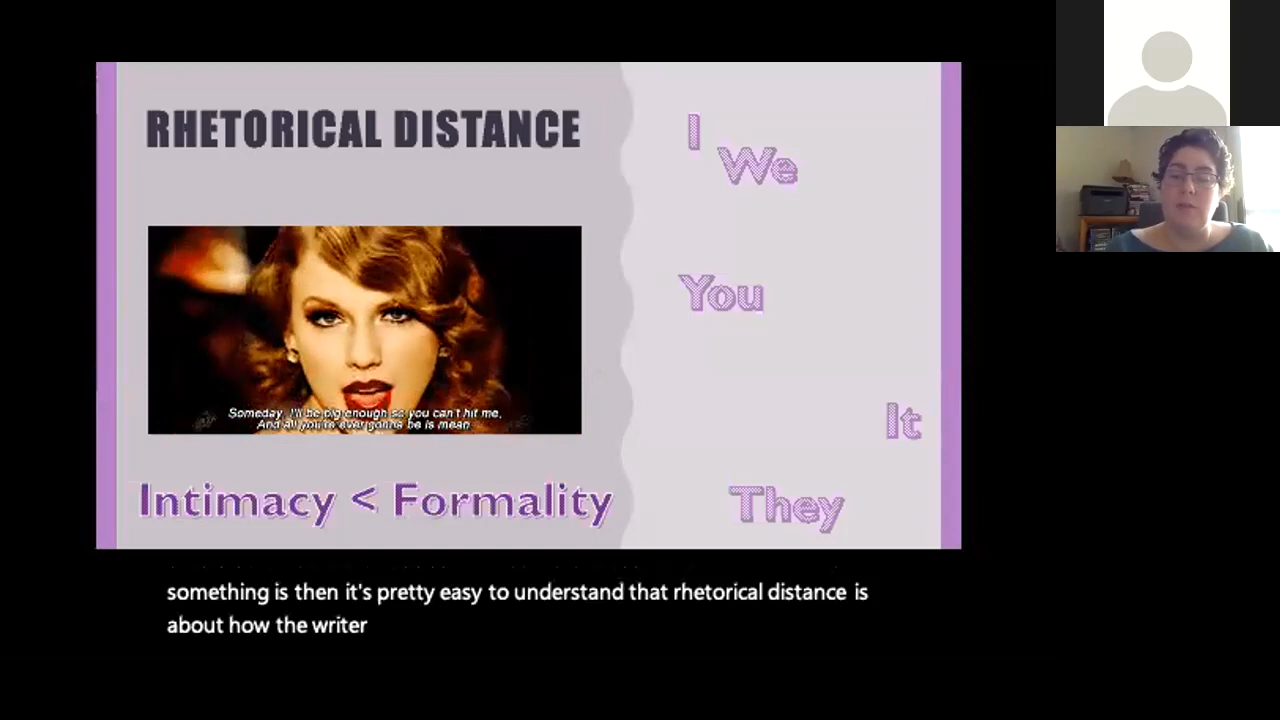 RHETORICAL DISTANCE
Someday, I'll be big enough so you can't hit me,
And all you're ever gonna be is mean
Intimacy < Formality
I
We
You
It
They
something is then it's pretty easy to understand that rhetorical distance is
about how the writer